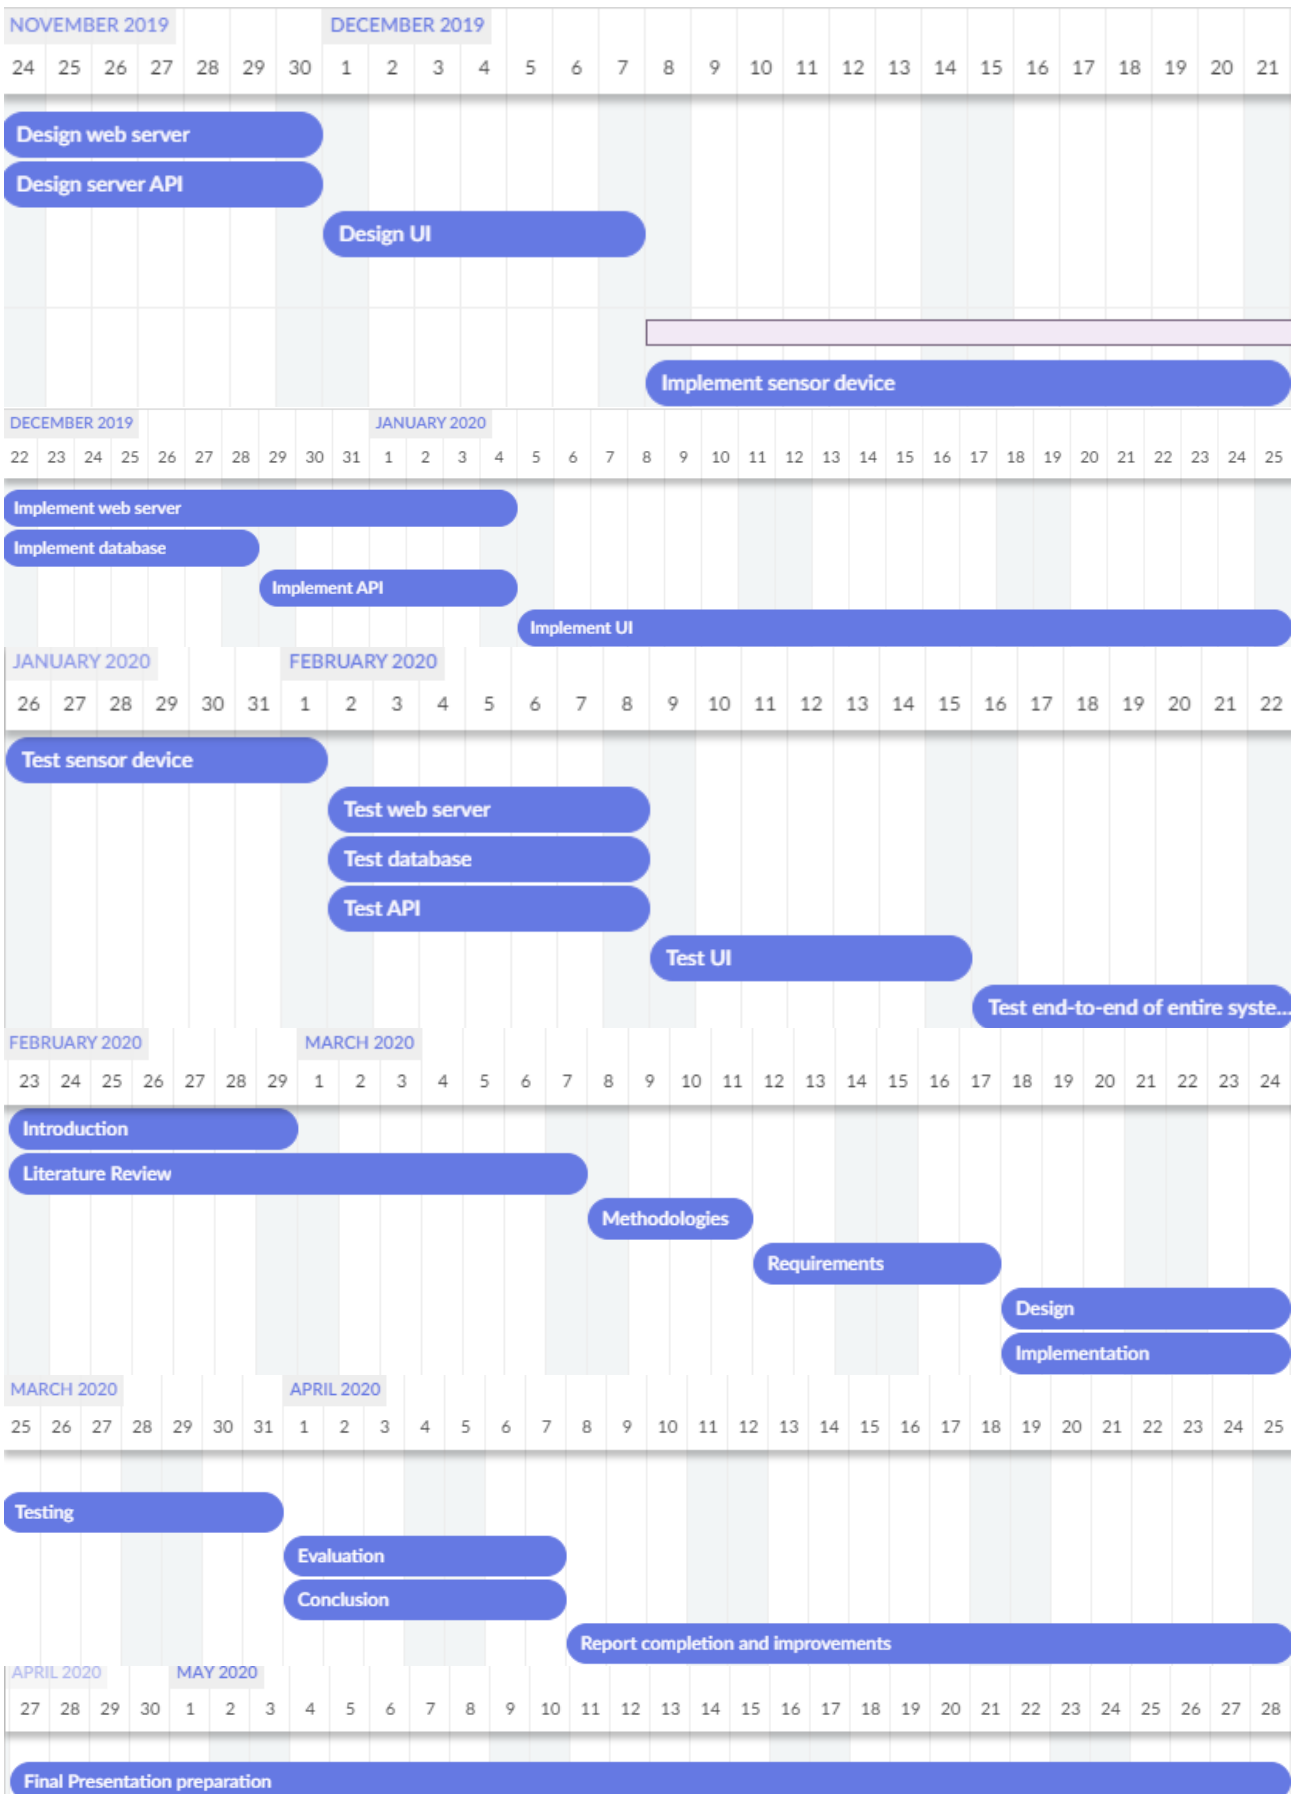 NOVEMBER 2019 DECEMBER 2019
24 25 26 27 28 29 30 1 2 3 4 5 6 7 8 9 10 11 12 13 14 15 16 17 18 19 20 21
Design web server
Design server API
Design UI
Implement sensor device
DECEMBER 2019 JANUARY 2020
22 23 24 25 26 27 28 29 30 31 1 2 3 4 5 6 7 8 9 10 11 12 13 14 15 16 17 18 19 20 21 22 23 24 25
Implement web server
Implement database
Implement API
Implement UI
JANUARY 2020 FEBRUARY 2020
26 27 28 29 30 31 1 2 3 4 5 6 7 8 9 10 11 12 13 14 15 16 17 18 19 20 21 22
Test sensor device
Test web server
Test database
Test API
Test UI
Test end-to-end of entire syste...
FEBRUARY 2020 MARCH 2020
23 24 25 26 27 28 29 1 2 3 4 5 6 7 8 9 10 11 12 13 14 15 16 17 18 19 20 21 22 23 24
Introduction
Literature Review
Methodologies
Requirements
Design
Implementation
MARCH 2020 APRIL 2020
25 26 27 28 29 30 31 1 2 3 4 5 6 7 8 9 10 11 12 13 14 15 16 17 18 19 20 21 22 23 24 25
Testing
Evaluation
Conclusion
Report completion and improvements
APRIL 2020 MAY 2020
27 28 29 30 1 2 3 4 5 6 7 8 9 10 11 12 13 14 15 16 17 18 19 20 21 22 23 24 25 26 27 28
Final Presentation preparation